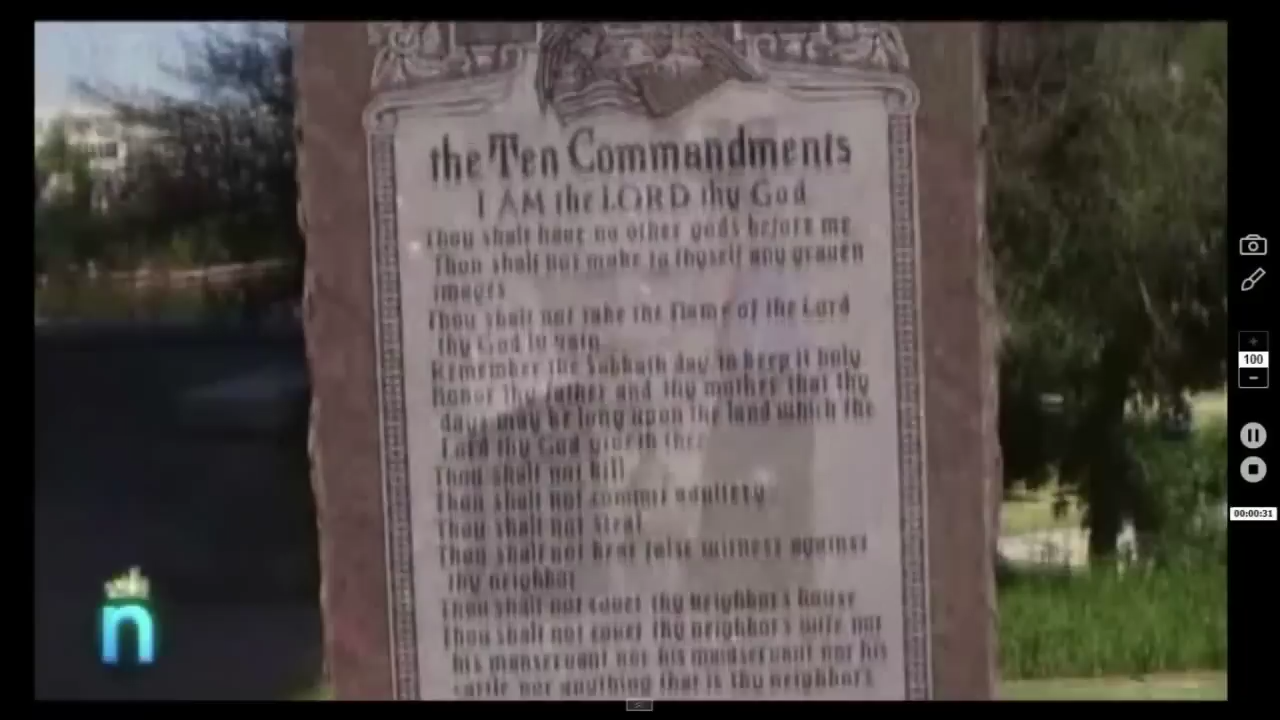 the Ten Commandments
I AM the LORD thy God
Thou shalt have no other gods before me
Thou shalt not make to thyself any graven
images
Thou shalt not take the Name of the Lord
thy God in vain
Remember the Sabbath day to keep it holy
Honor thy father and thy mother that thy
days may be long upon the land which the
Lord thy God giveth thee
Thou shalt not kill
Thou shalt not commit adultery
Thou shalt not steal
Thou shalt not bear false witness against
thy neighbor
Thou shalt not covet thy neighbor's house
Thou shalt not covet thy neighbor's wife nor
his manservant nor his maidservant nor his
cattle nor anything that is thy neighbor's
n
100
00:00:31